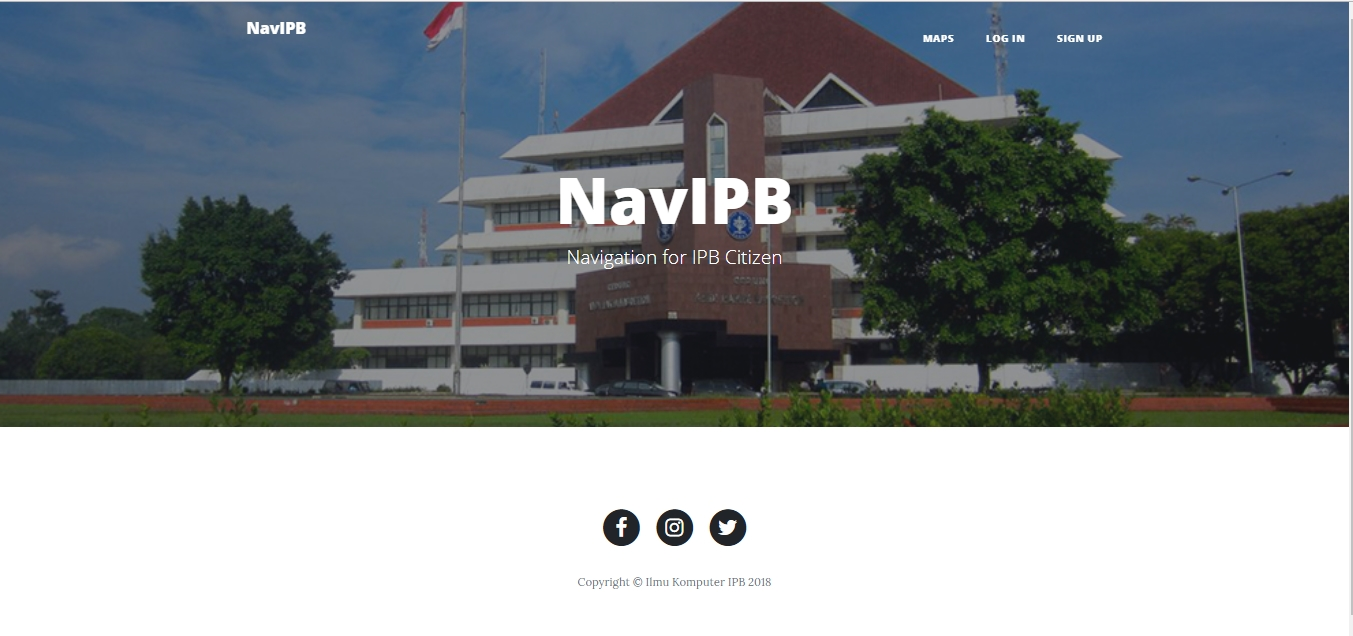 NavIPB
MAPS LOG IN SIGN UP
NavIPB
Navigation for IPB Citizen
Copyright © Ilmu Komputer IPB 2018